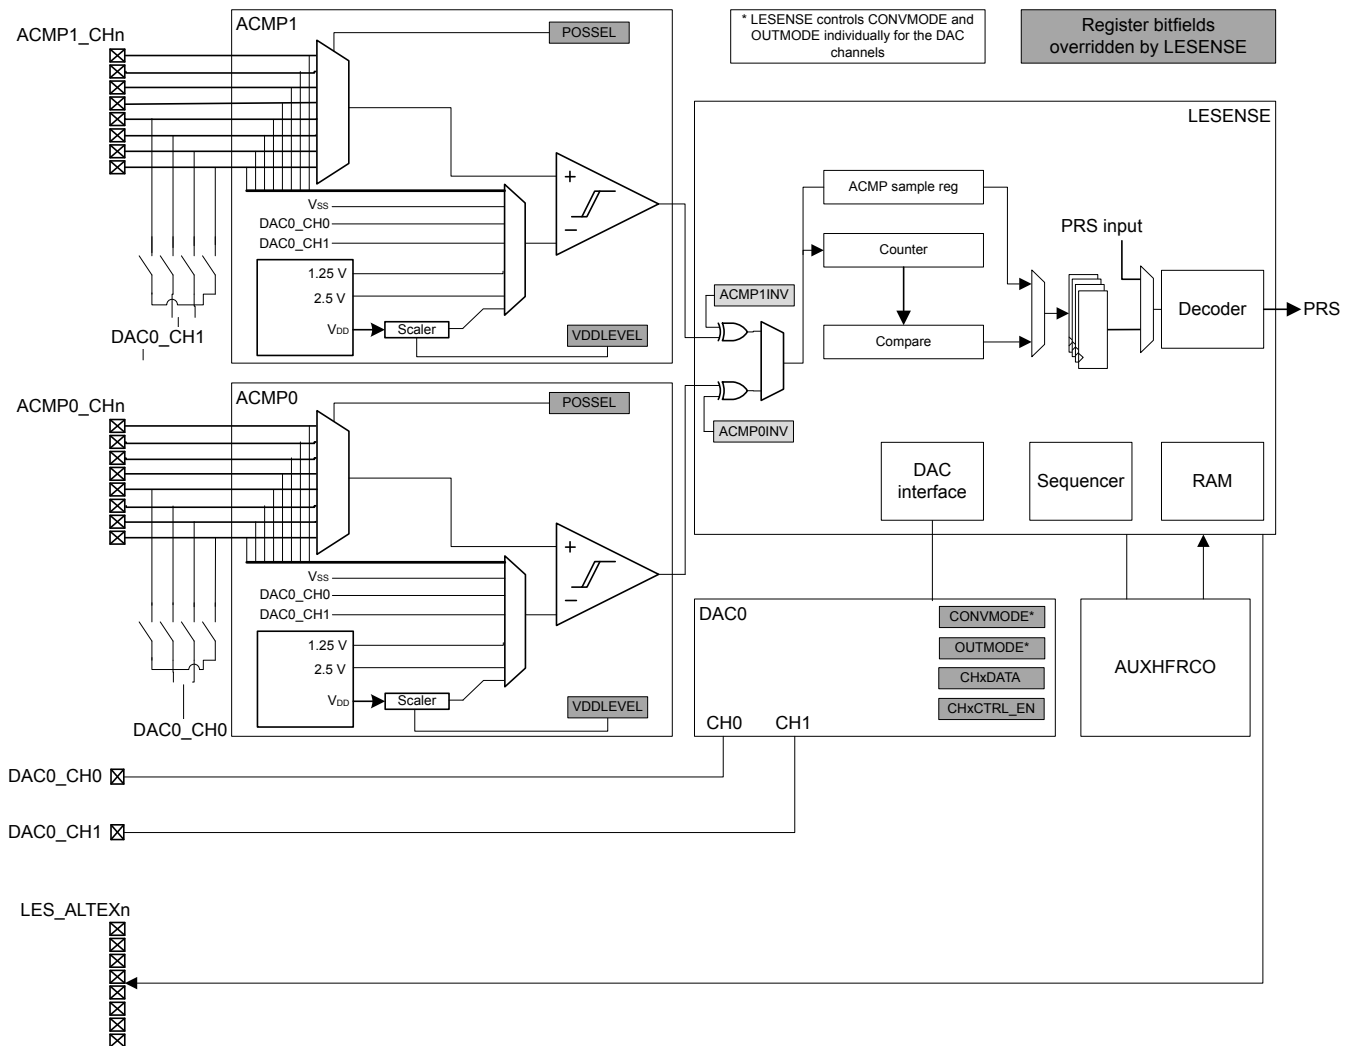 ACMP1_CHn
ACMP1
POSSEL
* LESENSE controls CONVMODE and
OUTMODE individually for the DAC
channels
Register bitfields
overridden by LESENSE
LESENSE
Vss
DAC0_CH0
DAC0_CH1
1.25 V
2.5 V
VDD
Scaler
VDDLEVEL
+
−
DAC0_CH1
ACMP sample reg
Counter
Compare
PRS input
Decoder
PRS
ACMP1INV
ACMP0INV
DAC
interface
Sequencer
RAM
ACMP0_CHn
ACMP0
POSSEL
Vss
DAC0_CH0
DAC0_CH1
1.25 V
2.5 V
VDD
Scaler
VDDLEVEL
+
−
DAC0_CH0
DAC0
CONVMODE*
OUTMODE*
CHxDATA
CHxCTRL_EN
CH0
CH1
AUXHFRCO
DAC0_CH0
DAC0_CH1
LES_ALTEXn